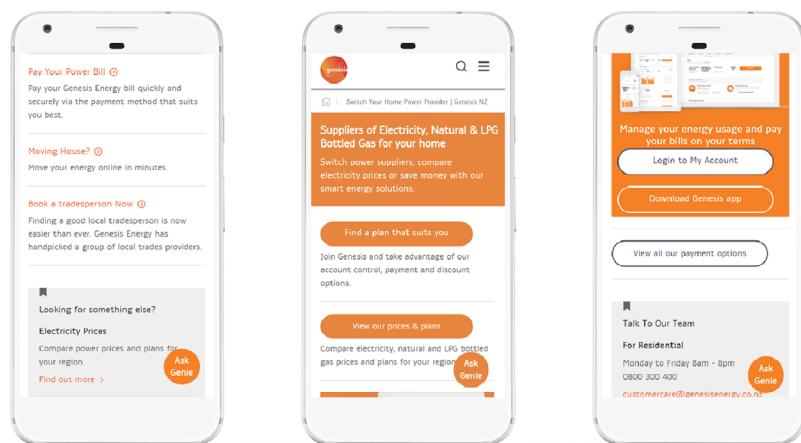 Pay Your Power Bill
Pay your Genesis Energy bill quickly and
securely via the payment method that suits
you best.
Moving House?
Move your energy online in minutes.
Book a tradesperson Now
Finding a good local tradesperson is now
easier than ever. Genesis Energy has
handpicked a group of local trades providers.
Looking for something else?
Electricity Prices
Compare power prices and plans for
your region.
Find out more >
Ask
Genie
genesis
Switch Your Home Power Provider | Genesis NZ
Suppliers of Electricity, Natural & LPG
Bottled Gas for your home
Switch power suppliers, compare
electricity prices or save money with our
smart energy solutions.
Find a plan that suits you
Join Genesis and take advantage of our
account control, payment and discount
options.
View our prices & plans
Compare electricity, natural and LPG bottled
gas prices and plans for your region
Ask
Genie
Manage your energy usage and pay
your bills on your terms
Login to My Account
Download Genesis app
View all our payment options
Talk To Our Team
For Residential
Monday to Friday 8am - 8pm
0800 300 400
customercare@genesisenergy.co.nz
Ask
Genie